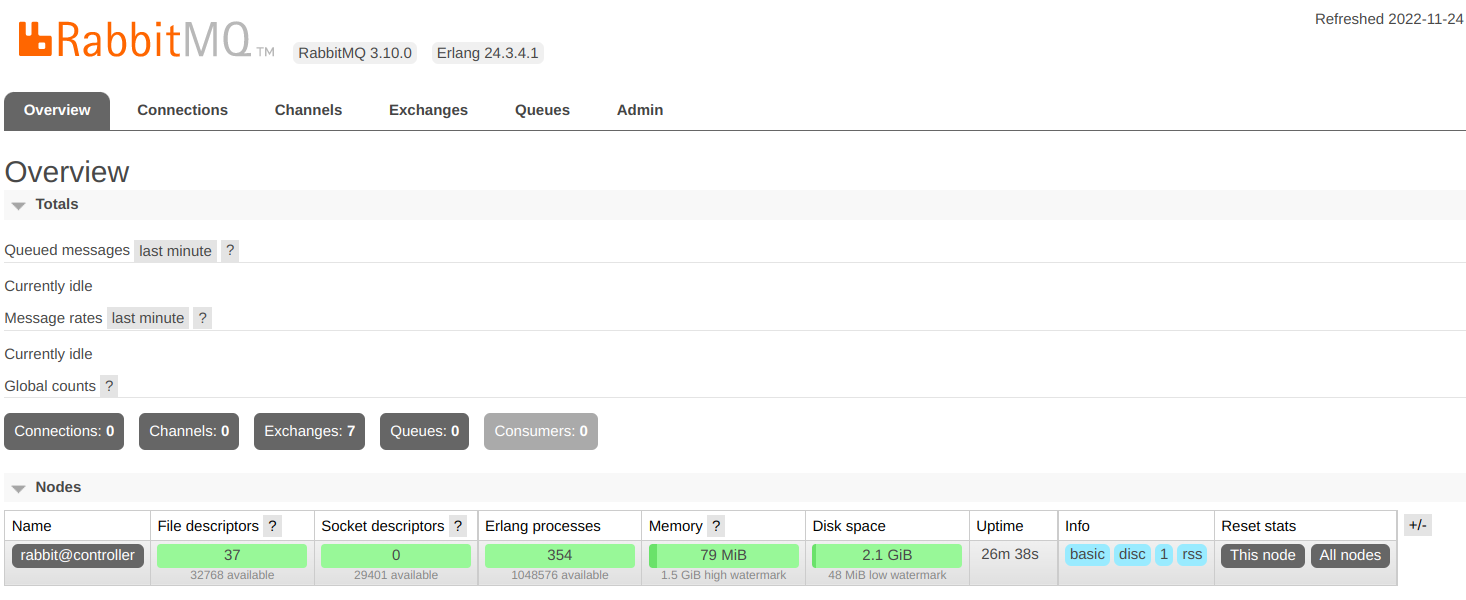 Refreshed 2022-11-24
RabbitMQ TM RabbitMQ 3.10.0 Erlang 24.3.4.1
Overview Connections Channels Exchanges Queues Admin
Overview
Totals
Queued messages last minute ?
Currently idle
Message rates last minute ?
Currently idle
Global counts ?
Connections: 0 Channels: 0 Exchanges: 7 Queues: 0 Consumers: 0
Nodes
Name File descriptors ? Socket descriptors ? Erlang processes Memory ? Disk space Uptime Info Reset stats +/-
rabbit@controller 37 0 354 79 MiB 2.1 GiB 26m 38s basic disc 1 rss This node All nodes
32768 available 29401 available 1048576 available 1.5 GiB high watermark 48 MiB low watermark